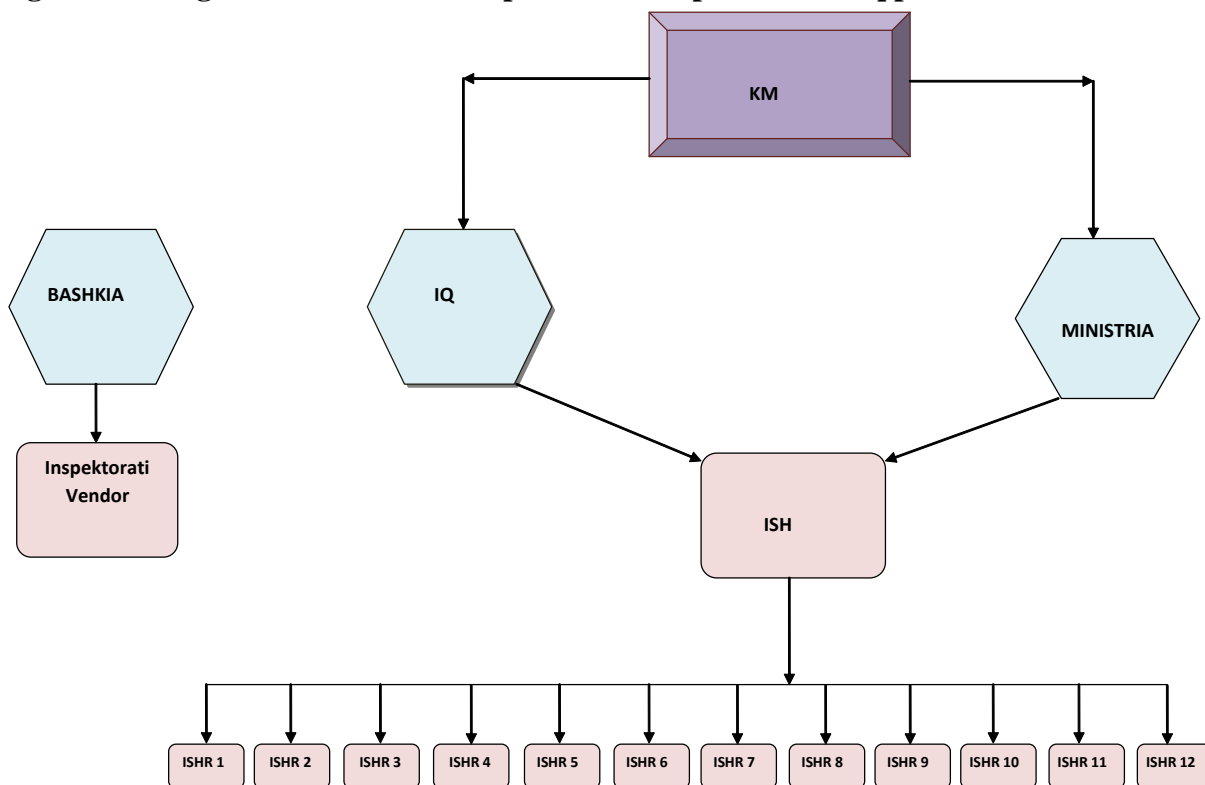 KM
BASHKIA
IQ
MINISTRIA
Inspektorati
Vendor
ISH
ISHR 1
ISHR 2
ISHR 3
ISHR 4
ISHR 5
ISHR 6
ISHR 7
ISHR 8
ISHR 9
ISHR 10
ISHR 11
ISHR 12